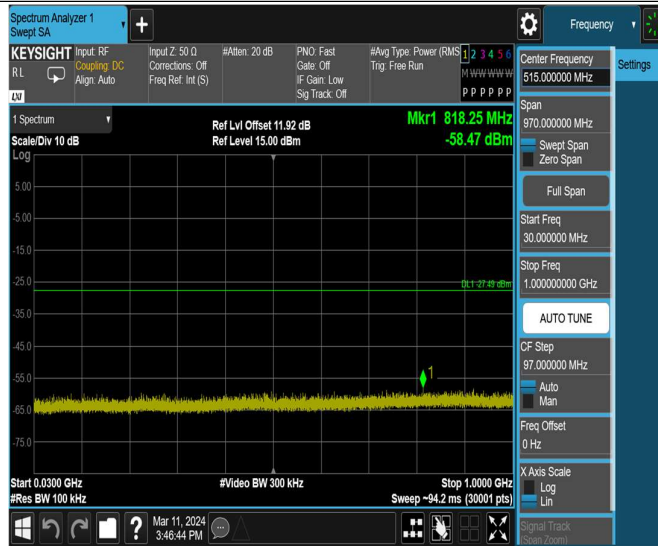 Spectrum Analyzer 1
Swept SA
+
Frequency
KEYSIGHT
Input: RF
Input Z: 50 Ω
#Atten: 20 dB
PNO: Fast
#Avg Type: Power (RMS
1 2 3 4 5 6
RL
Coupling: DC
Corrections: Off
Gate: Off
Trig: Free Run
M W W W W W
Align: Auto
Freq Ref: Int (S)
IF Gain: Low
P P P P P P
LXI
Sig Track: Off
1 Spectrum
Ref Lvl Offset 11.92 dB
Mkr1 818.25 MHz
Scale/Div 10 dB
Ref Level 15.00 dBm
-58.47 dBm
Log
5.00
-5.00
-15.0
-25.0
DL1 -27.49 dBm
-35.0
-45.0
-55.0
1
-65.0
-75.0
Start 0.0300 GHz
#Video BW 300 kHz
Stop 1.0000 GHz
#Res BW 100 kHz
Sweep ~94.2 ms (30001 pts)
?
Mar 11, 2024
3:46:44 PM
Center Frequency
515.000000 MHz
Settings
Span
970.000000 MHz
Swept Span
Zero Span
Full Span
Start Freq
30.000000 MHz
Stop Freq
1.000000000 GHz
AUTO TUNE
CF Step
97.000000 MHz
Auto
Man
Freq Offset
0 Hz
X Axis Scale
Log
Lin
Signal Track
(Span Zoom)